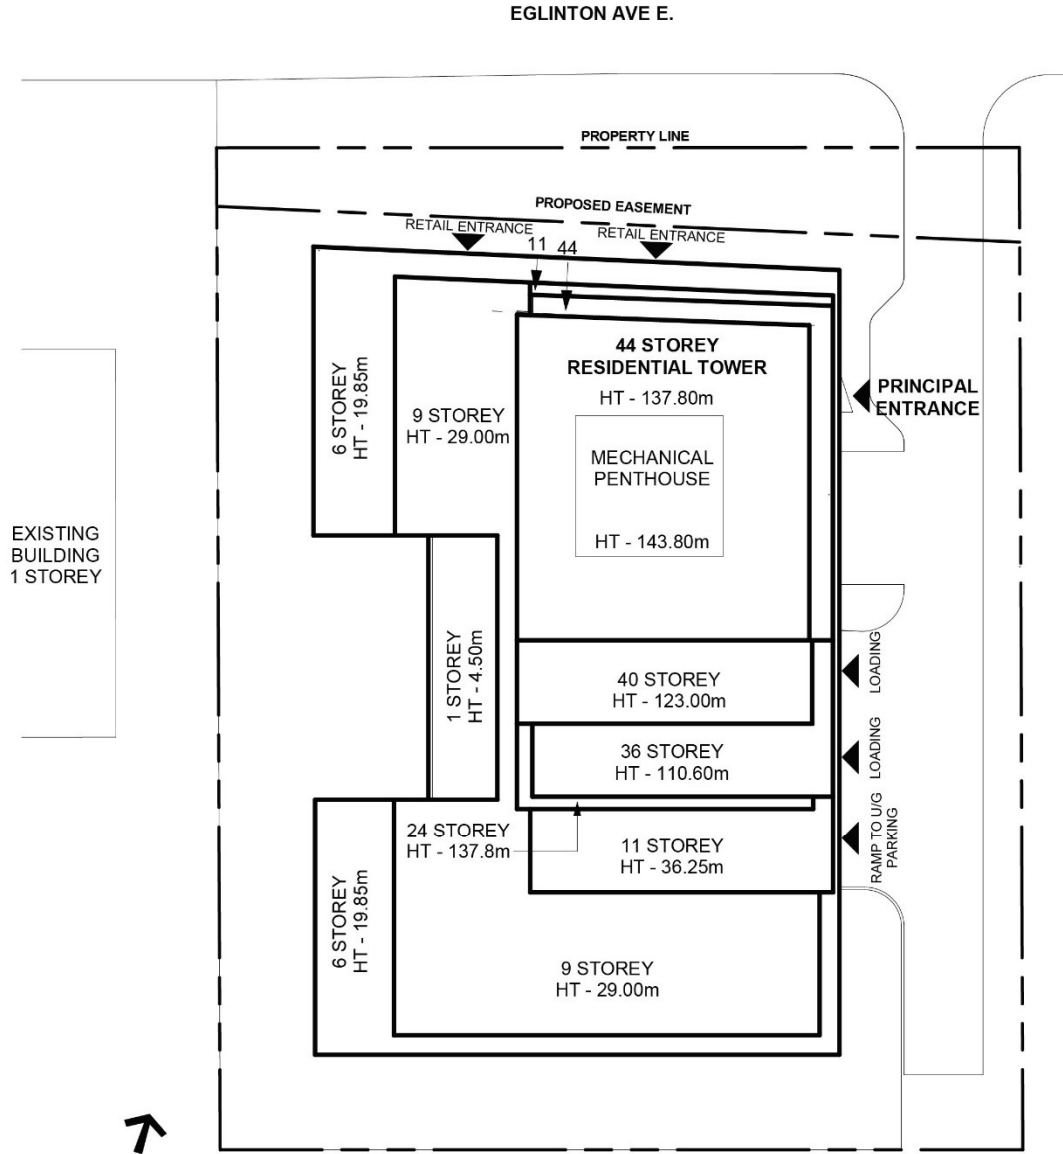 EGLINTON AVE E.
PROPERTY LINE
PROPOSED EASEMENT
RETAIL ENTRANCE
RETAIL ENTRANCE
11
44
44 STOREY
RESIDENTIAL TOWER
HT - 137.80m
6 STOREY
HT - 19.85m
9 STOREY
HT - 29.00m
PRINCIPAL
ENTRANCE
MECHANICAL
PENTHOUSE
HT - 143.80m
EXISTING
BUILDING
1 STOREY
1 STOREY
HT - 4.50m
40 STOREY
HT - 123.00m
LOADING
36 STOREY
HT - 110.60m
LOADING
24 STOREY
HT - 137.8m
11 STOREY
HT - 36.25m
RAMP TO U/G
PARKING
6 STOREY
HT - 19.85m
9 STOREY
HT - 29.00m